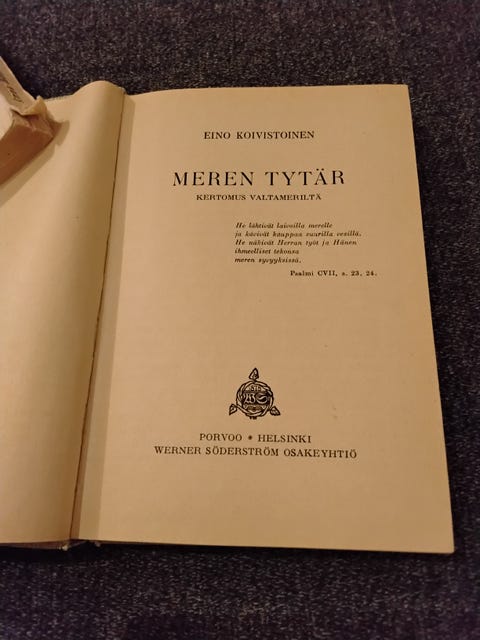 EINO KOIVISTOINEN
MEREN TYTÄR
KERTOMUS VALTAMERILTÄ
He lähtivät laivoilla merelle
ja kävivät kauppaa suurilla vesillä.
He näkivät Herran työt ja Hänen
ihmeelliset tekonsa
meren syvyyksissä.
Psalmi CVII, s. 23, 24.
PORVOO * HELSINKI
WERNER SÖDERSTRÖM OSAKEYHTIÖ